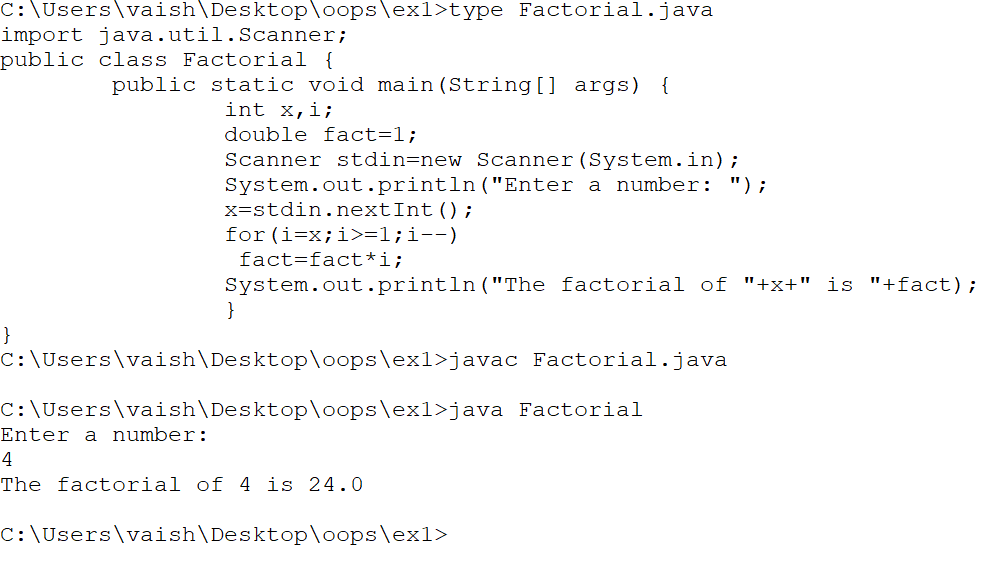 C:\Users\vaish\Desktop\oops\ex1>type Factorial.java
import java.util.Scanner;
public class Factorial {
        public static void main(String[] args) {
                int x,i;
                double fact=1;
                Scanner stdin=new Scanner(System.in);
                System.out.println("Enter a number: ");
                x=stdin.nextInt();
                for(i=x;i>=1;i--)
                 fact=fact*i;
                System.out.println("The factorial of "+x+" is "+fact);
                }
}
C:\Users\vaish\Desktop\oops\ex1>javac Factorial.java

C:\Users\vaish\Desktop\oops\ex1>java Factorial
Enter a number:
4
The factorial of 4 is 24.0

C:\Users\vaish\Desktop\oops\ex1>